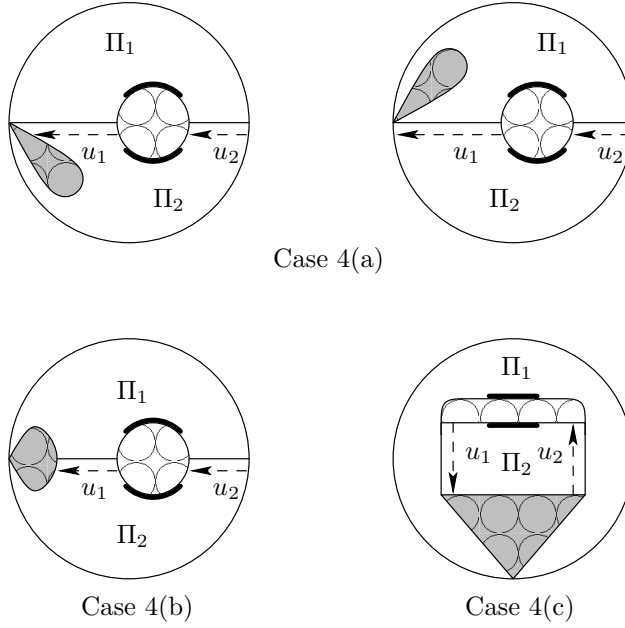 Π₁ Π₁
u₁ u₂ u₁ u₂
Π₂ Π₂
Case 4(a)
Π₁ Π₁
u₁ u₂ u₁ Π₂ u₂
Π₂
Case 4(b) Case 4(c)